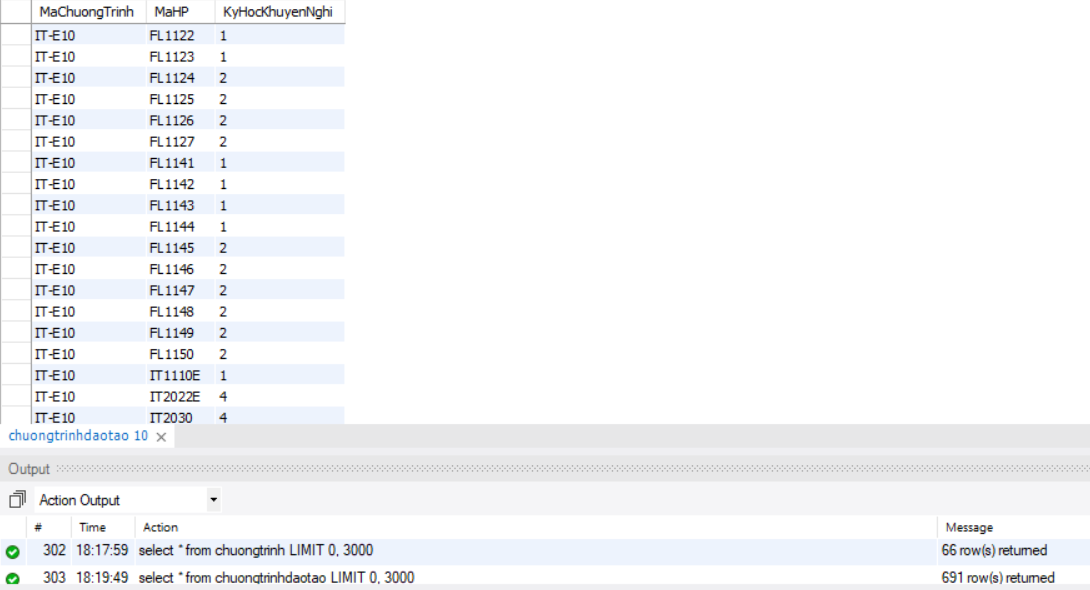 MaChuongTrinh MaHP KyHocKhuyenNghi
IT-E10 FL1122 1
IT-E10 FL1123 1
IT-E10 FL1124 2
IT-E10 FL1125 2
IT-E10 FL1126 2
IT-E10 FL1127 2
IT-E10 FL1141 1
IT-E10 FL1142 1
IT-E10 FL1143 1
IT-E10 FL1144 1
IT-E10 FL1145 2
IT-E10 FL1146 2
IT-E10 FL1147 2
IT-E10 FL1148 2
IT-E10 FL1149 2
IT-E10 FL1150 2
IT-E10 IT1110E 1
IT-E10 IT2022E 4
IT-E10 IT2030 4
chuongtrinhdaotao 10
Output
Action Output
# Time Action Message
302 18:17:59 select * from chuongtrinh LIMIT 0, 3000 66 row(s) returned
303 18:19:49 select * from chuongtrinhdaotao LIMIT 0, 3000 691 row(s) returned